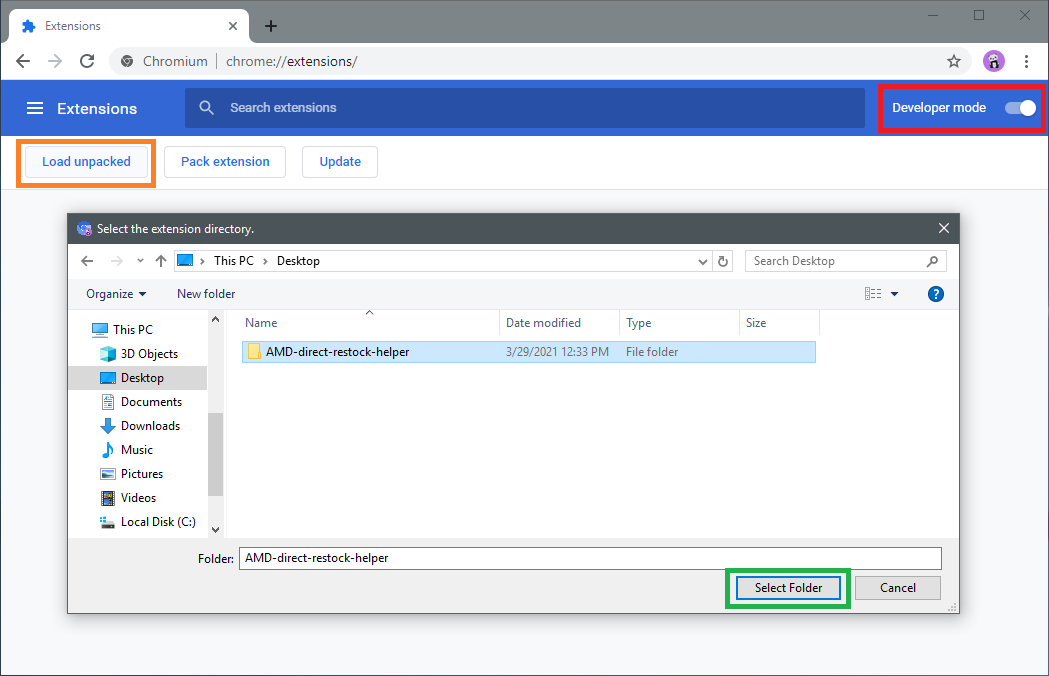 Extensions
Chromium | chrome://extensions/
Extensions Search extensions Developer mode
Load unpacked Pack extension Update
Select the extension directory.
This PC > Desktop Search Desktop
Organize New folder ?
Name Date modified Type Size
This PC
AMD-direct-restock-helper 3/29/2021 12:33 PM File folder
3D Objects
Desktop
Documents
Downloads
Music
Pictures
Videos
Local Disk (C:)
Folder: AMD-direct-restock-helper
Select Folder Cancel